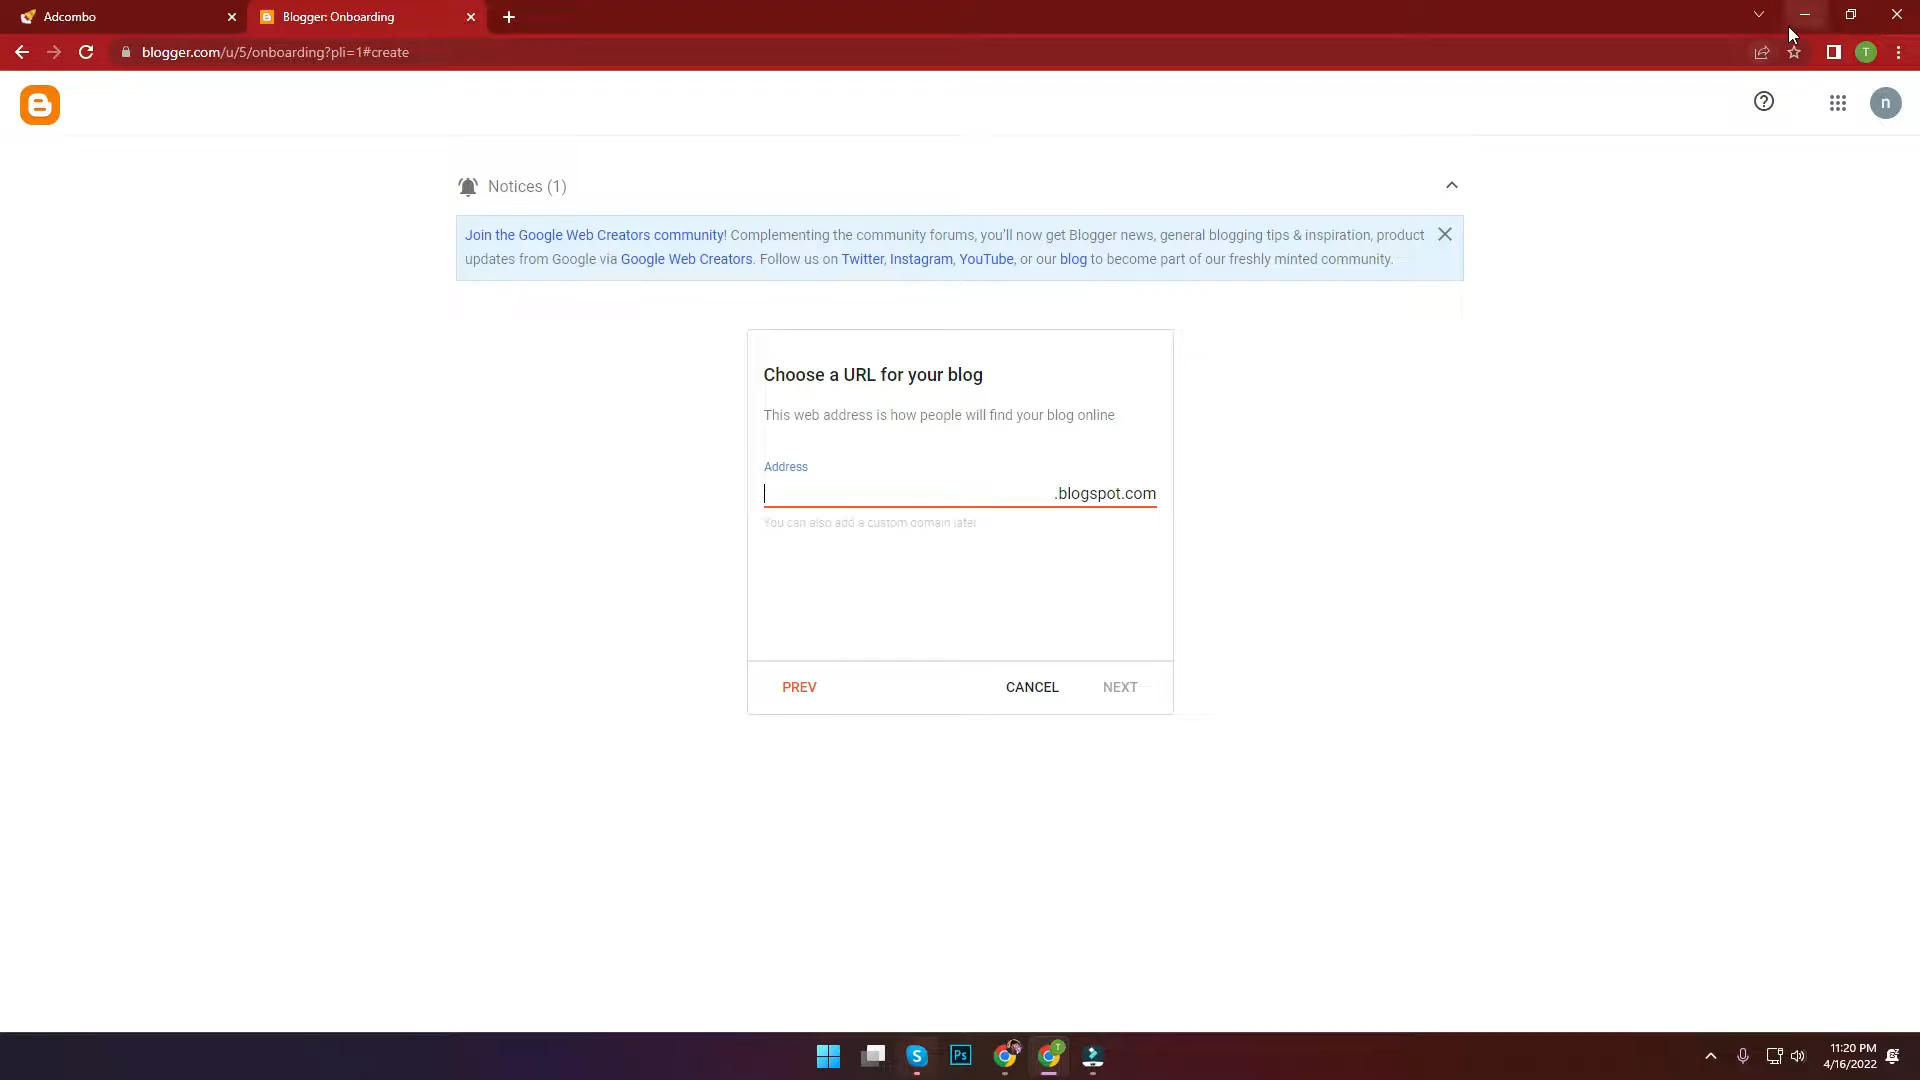 Adcombo
Blogger: Onboarding
blogger.com/u/5/onboarding?pli=1#create
T
n
Notices (1)
Join the Google Web Creators community! Complementing the community forums, you'll now get Blogger news, general blogging tips & inspiration, product
updates from Google via Google Web Creators. Follow us on Twitter, Instagram, YouTube, or our blog to become part of our freshly minted community.
Choose a URL for your blog
This web address is how people will find your blog online
Address
.blogspot.com
You can also add a custom domain later
PREV
CANCEL
NEXT
S
Ps
T
11:20 PM
4/16/2022